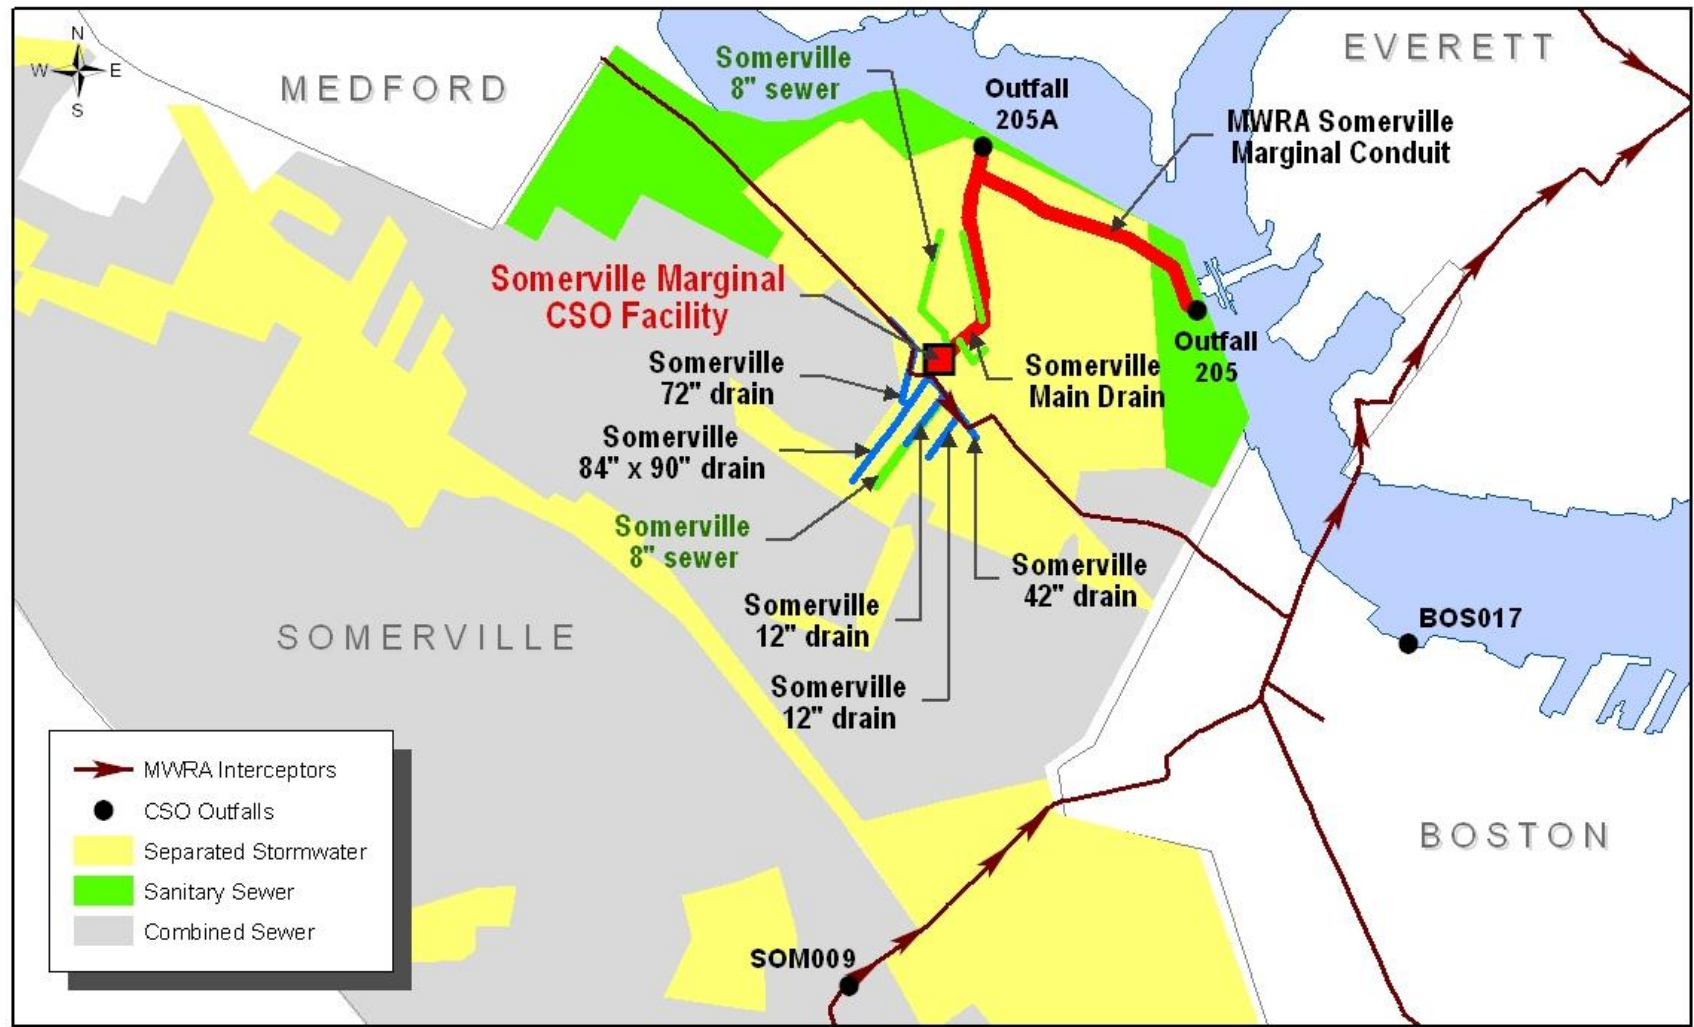 N
W
E
S
MEDFORD
EVERETT
Somerville
8" sewer
Outfall
205A
MWRA Somerville
Marginal Conduit
Somerville Marginal
CSO Facility
Outfall
205
Somerville
72" drain
Somerville
Main Drain
Somerville
84" x 90" drain
Somerville
8" sewer
Somerville
42" drain
Somerville
12" drain
Somerville
12" drain
BOS017
SOMERVILLE
BOSTON
SOM009
MWRA Interceptors
CSO Outfalls
Separated Stormwater
Sanitary Sewer
Combined Sewer